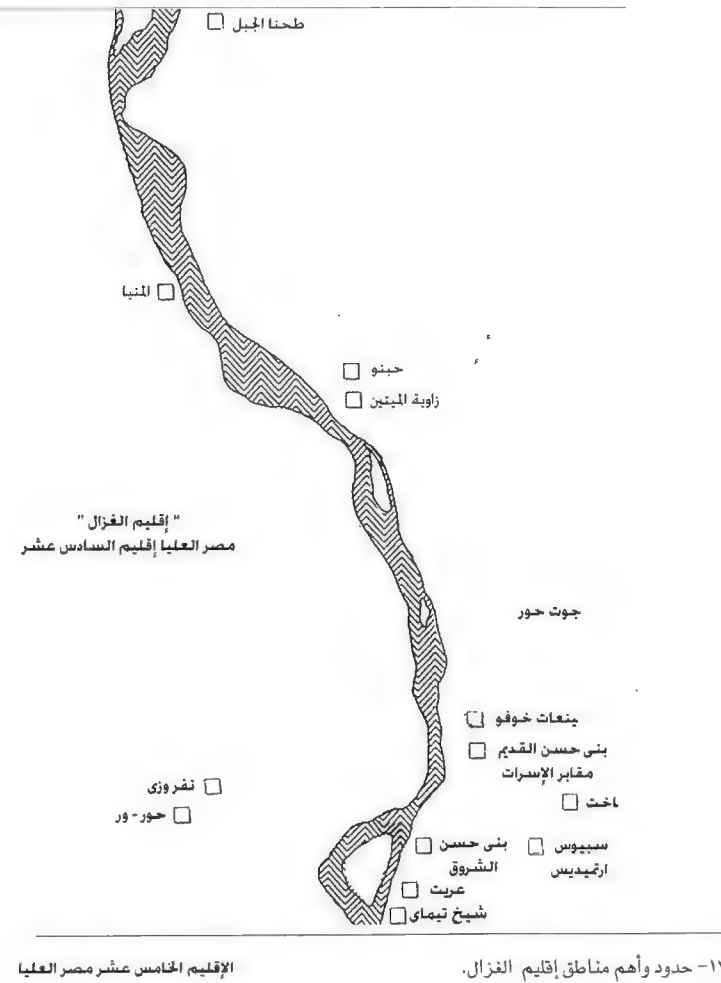 طحنا الجبل
المنيا
حبنو
زاوية الميتين
" إقليم الغزال "
مصر العليا إقليم السادس عشر
جوت حور
ينعات خوفو
بنى حسن القديم
مقابر الإسرات
نفروزى
حور - ور
اخت
سبيوس
ارتميديس
بنى حسن
الشروق
عريت
شيخ تيماى
- حدود وأهم مناطق إقليم الغزال.
الإقليم الخامس عشر مصر العليا